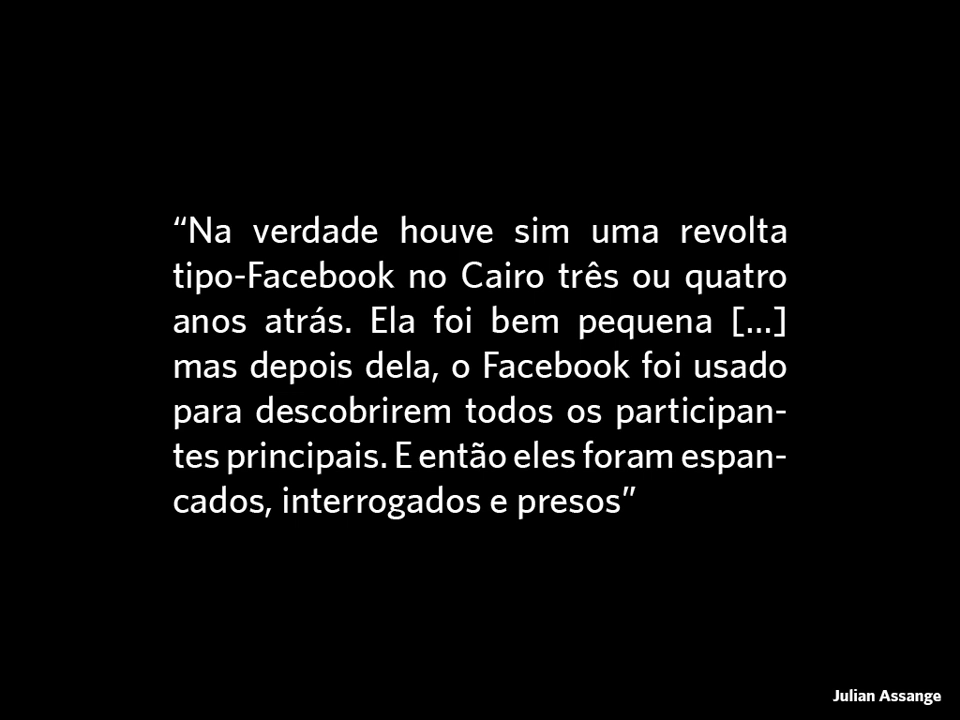 “Na verdade houve sim uma revolta
tipo-Facebook no Cairo três ou quatro
anos atrás. Ela foi bem pequena [...]
mas depois dela, o Facebook foi usado
para descobrirem todos os participan-
tes principais. E então eles foram espan-
cados, interrogados e presos”
Julian Assange